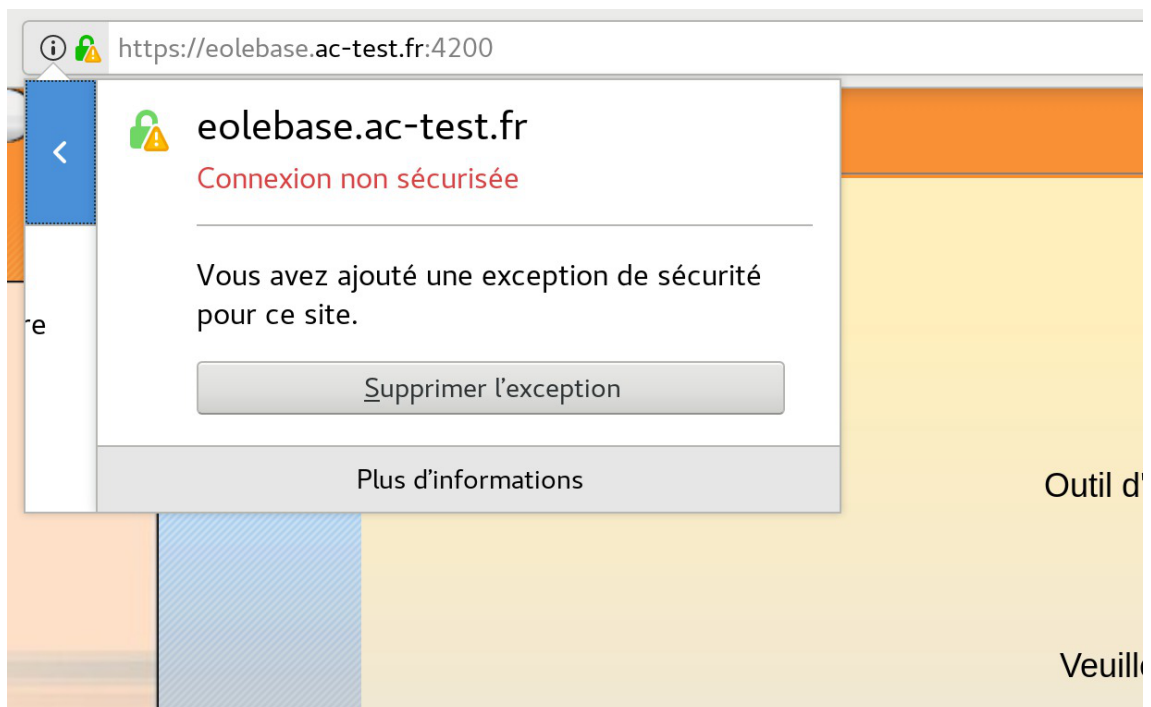 https://eolebase.ac-test.fr:4200
eolebase.ac-test.fr
Connexion non sécurisée
Vous avez ajouté une exception de sécurité
pour ce site.
re
Supprimer l'exception
Plus d'informations
Outil d'
Veuill